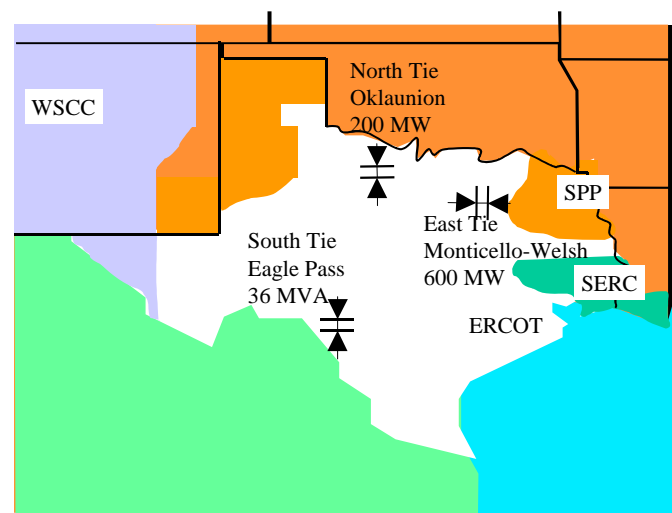 North Tie
Oklaunion
200 MW
WSCC
SPP
East Tie
Monticello-Welsh
600 MW
South Tie
Eagle Pass
36 MVA
SERC
ERCOT